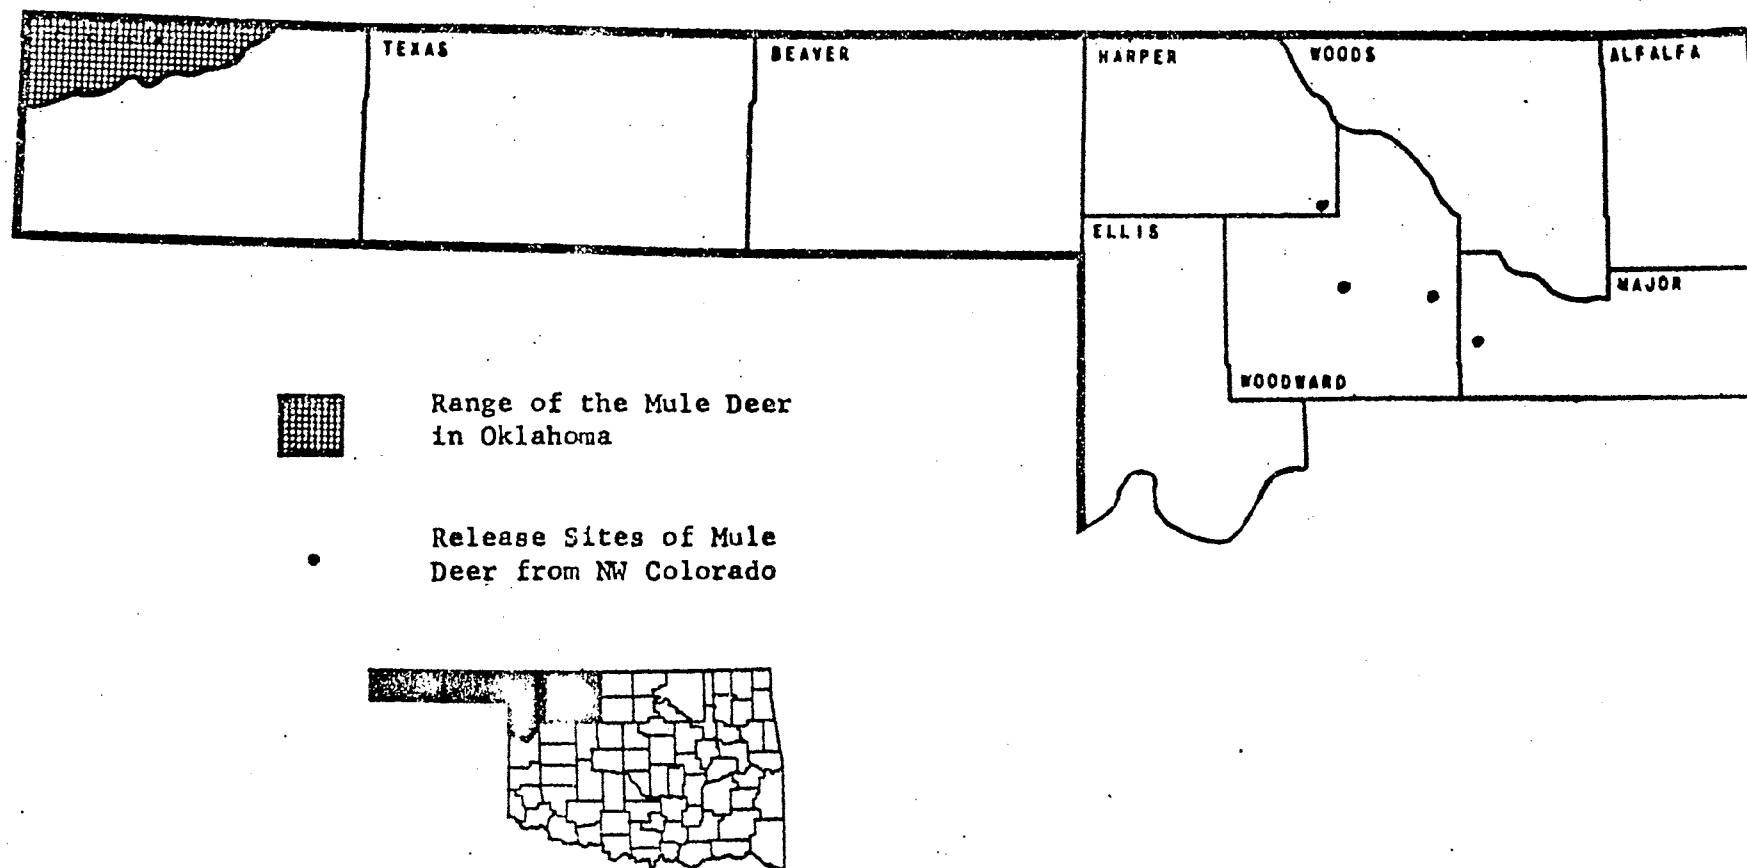 TEXAS
BEAVER
HARPER
WOODS
ALFALFA
ELLIS
MAJOR
WOODWARD
Range of the Mule Deer
in Oklahoma
Release Sites of Mule
Deer from NW Colorado